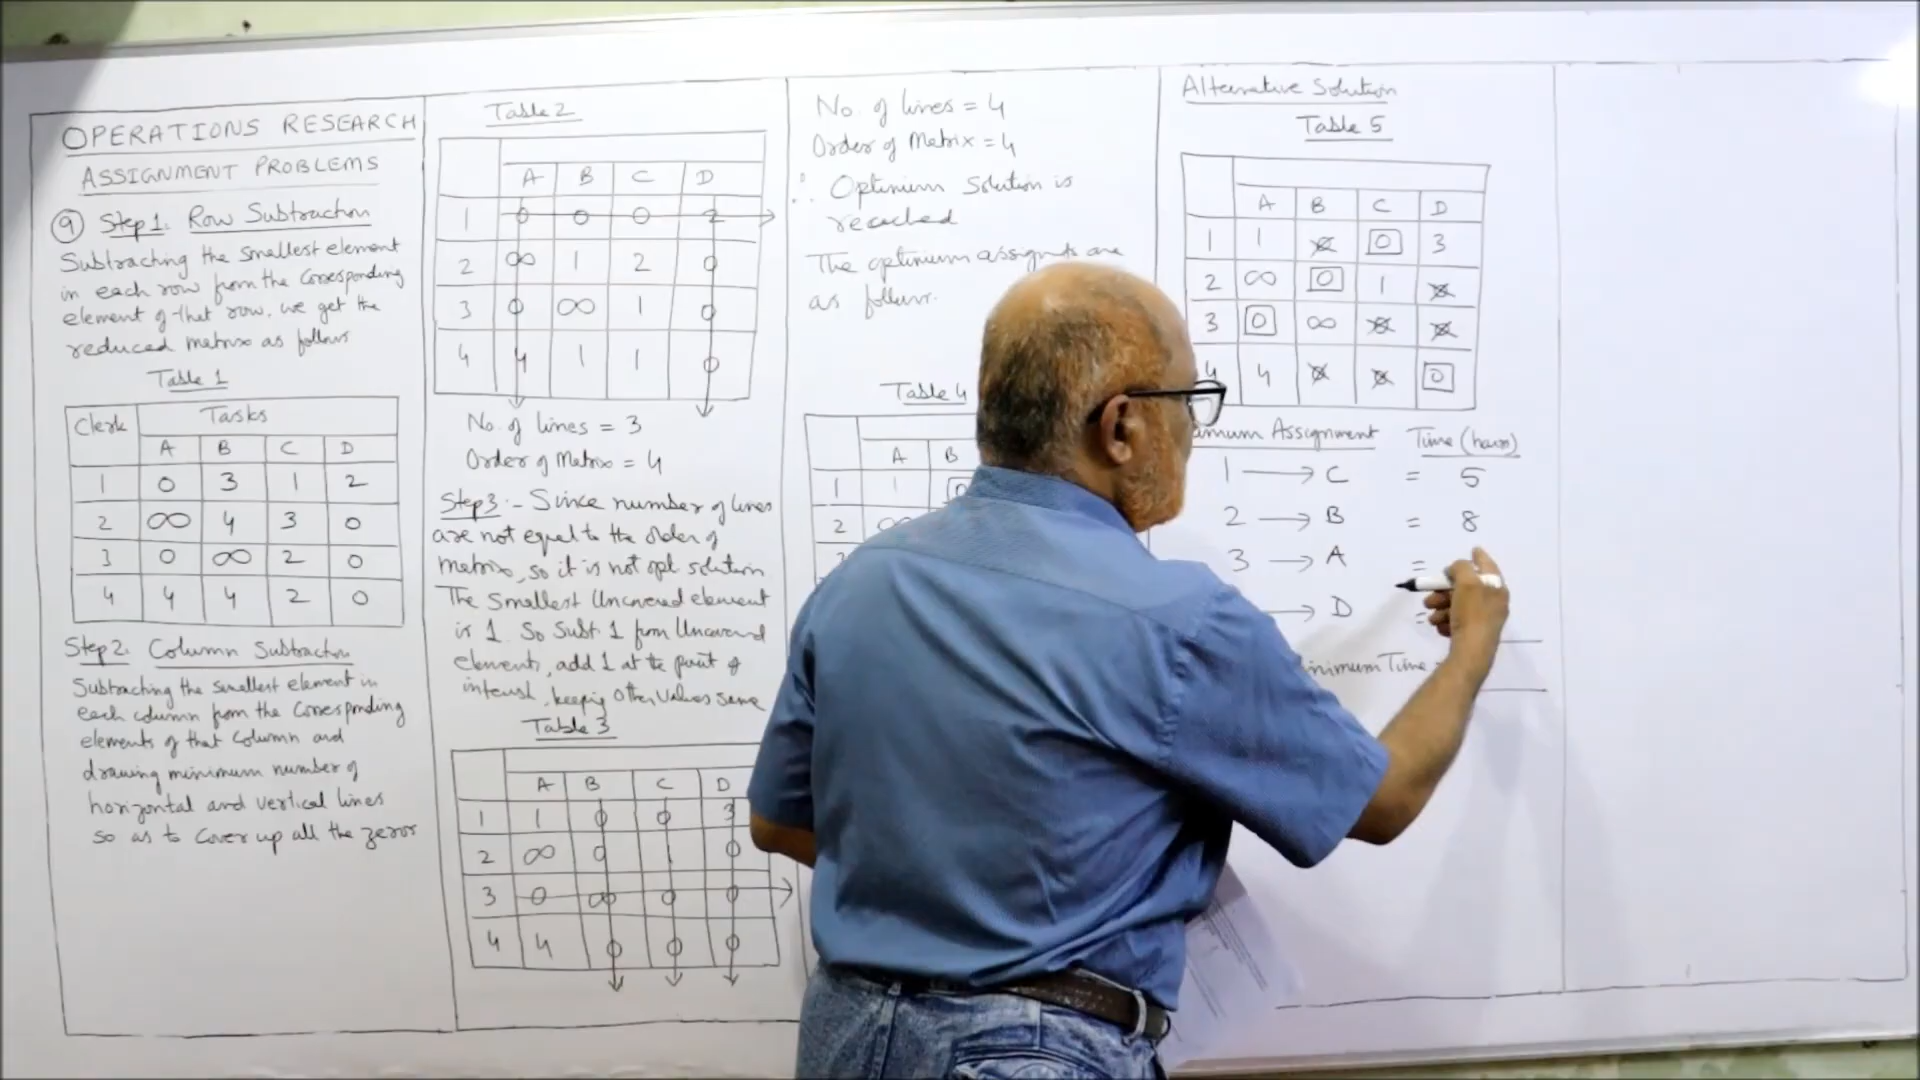 OPERATIONS RESEARCH
ASSIGNMENT PROBLEMS
9 Step 1. Row Subtraction
Subtracting the smallest element
in each row from the corresponding
element of that row, we get the
reduced matrix as follows
Table 1
Clerk Tasks
A B C D
1 0 3 1 2
2 ∞ 4 3 0
3 0 ∞ 2 0
4 4 4 2 0
Step 2. Column Subtraction
Subtracting the smallest element in
each column from the corresponding
elements of that column and
drawing minimum number of
horizontal and vertical lines
so as to cover up all the zeros
Table 2
A B C D
1 0 0 0 2
2 ∞ 1 2 0
3 0 ∞ 1 0
4 4 1 1 0
No. of lines = 3
Order of Matrix = 4
Step 3:- Since number of lines
are not equal to the order of
matrix, so it is not opt. solution
The smallest Uncovered element
is 1. So Subt. 1 from Uncovered
elements, add 1 at the point of
keeping other values same
Table 3
A B C D
1 1 0 0 3
2 ∞ 0 1 0
3 0 ∞ 0 0
4 4 0 0 0
No. of lines = 4
Order of Matrix = 4
∴ Optimum Solution is
reached
The optimum are
as follows.
Table 4
A B
1 1 0
2 ∞
Alternative Solution
Table 5
A B C D
1 1 0 0 3
2 ∞ 0 1 0
3 0 ∞ 0 0
4 4 0 0 0
Assignment Time (hours)
1 → C = 5
2 → B = 8
3 → A =
→ D =
Time